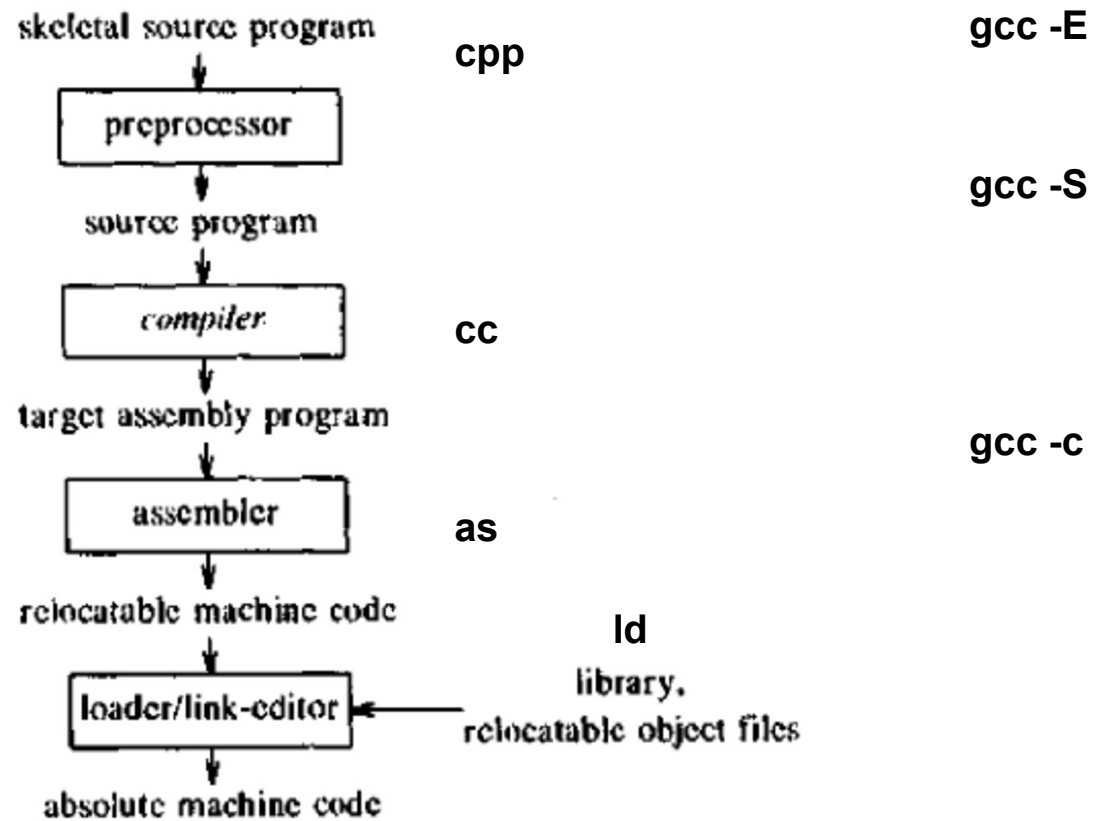 skeletal source program
gcc -E
cpp
preprocessor
gcc -S
source program
compiler
cc
target assembly program
gcc -c
assembler
as
relocatable machine code
ld
library,
loader/link-editor
relocatable object files
absolute machine code